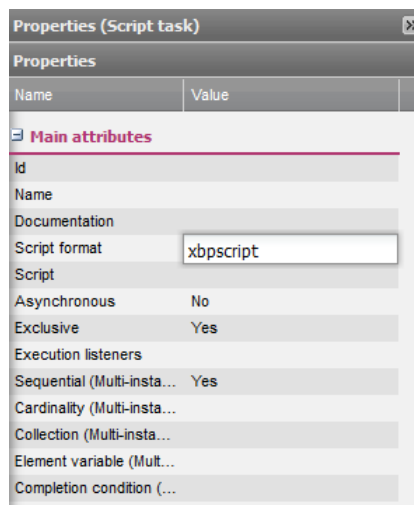 Properties (Script task)
Properties
Name Value
Main attributes
Id
Name
Documentation
Script format xbpscript
Script
Asynchronous No
Exclusive Yes
Execution listeners
Sequential (Multi-insta... Yes
Cardinality (Multi-insta...
Collection (Multi-insta...
Element variable (Mult...
Completion condition (...